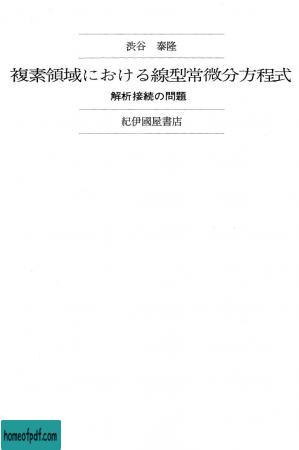 渋谷 泰隆
複素領域における線型常微分方程式
解析接続の問題
紀伊國屋書店
homeofpdf.com